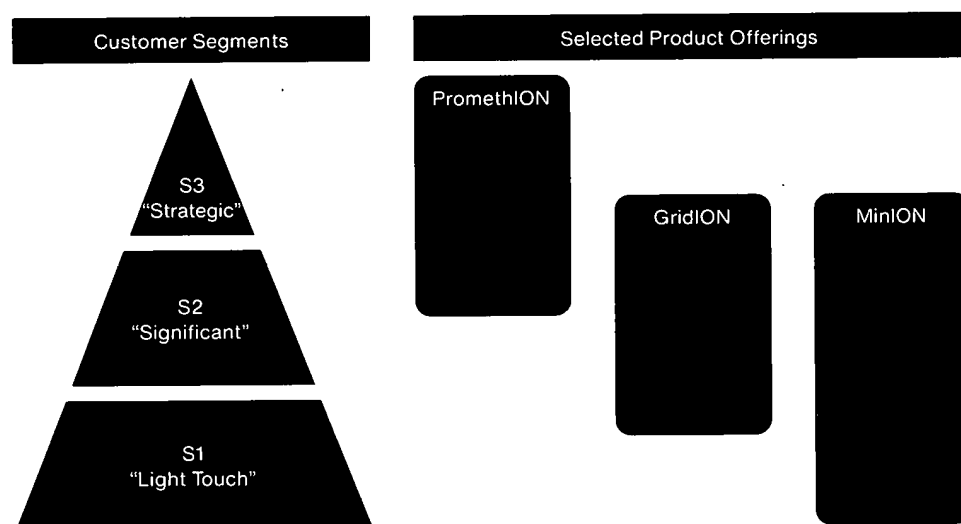 Customer Segments
Selected Product Offerings
PromethION
S3
"Strategic"
GridION
MinION
S2
"Significant"
S1
"Light Touch"